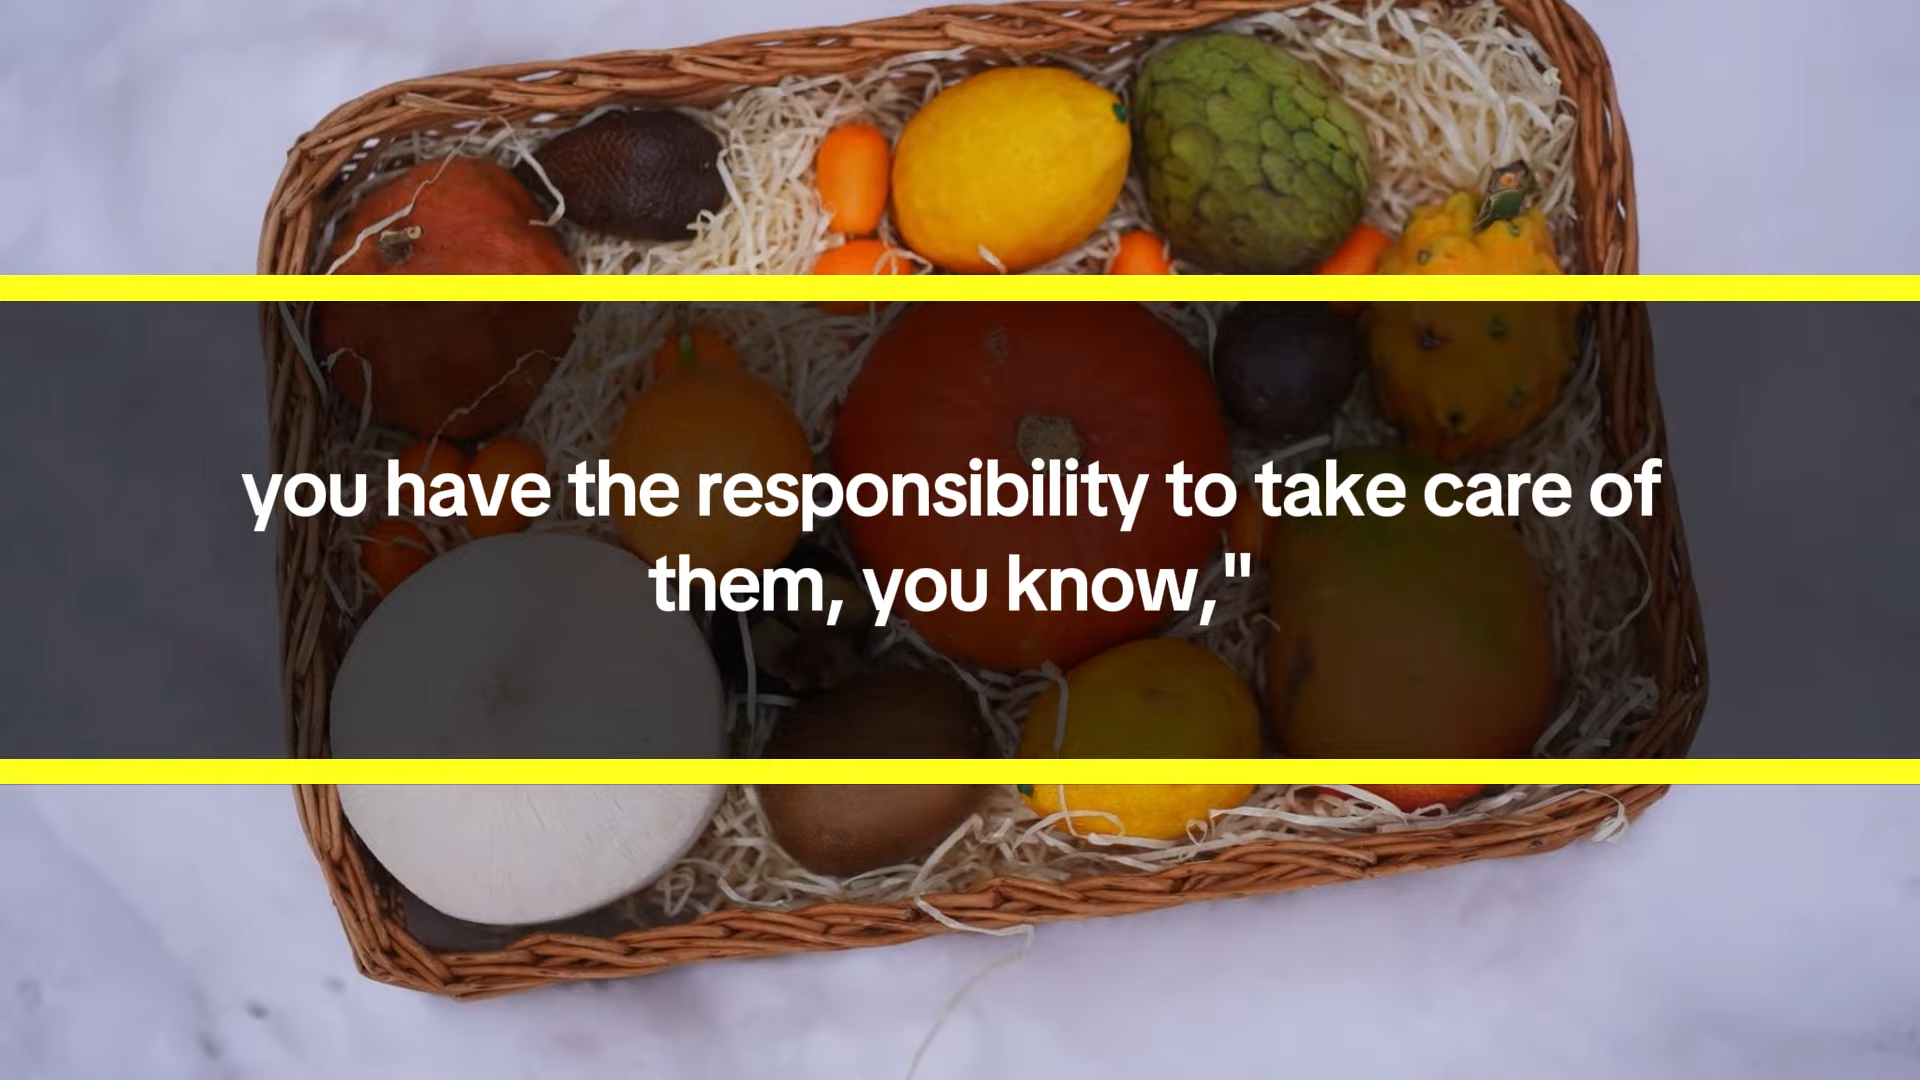 you have the responsibility to take care of
them, you know,"